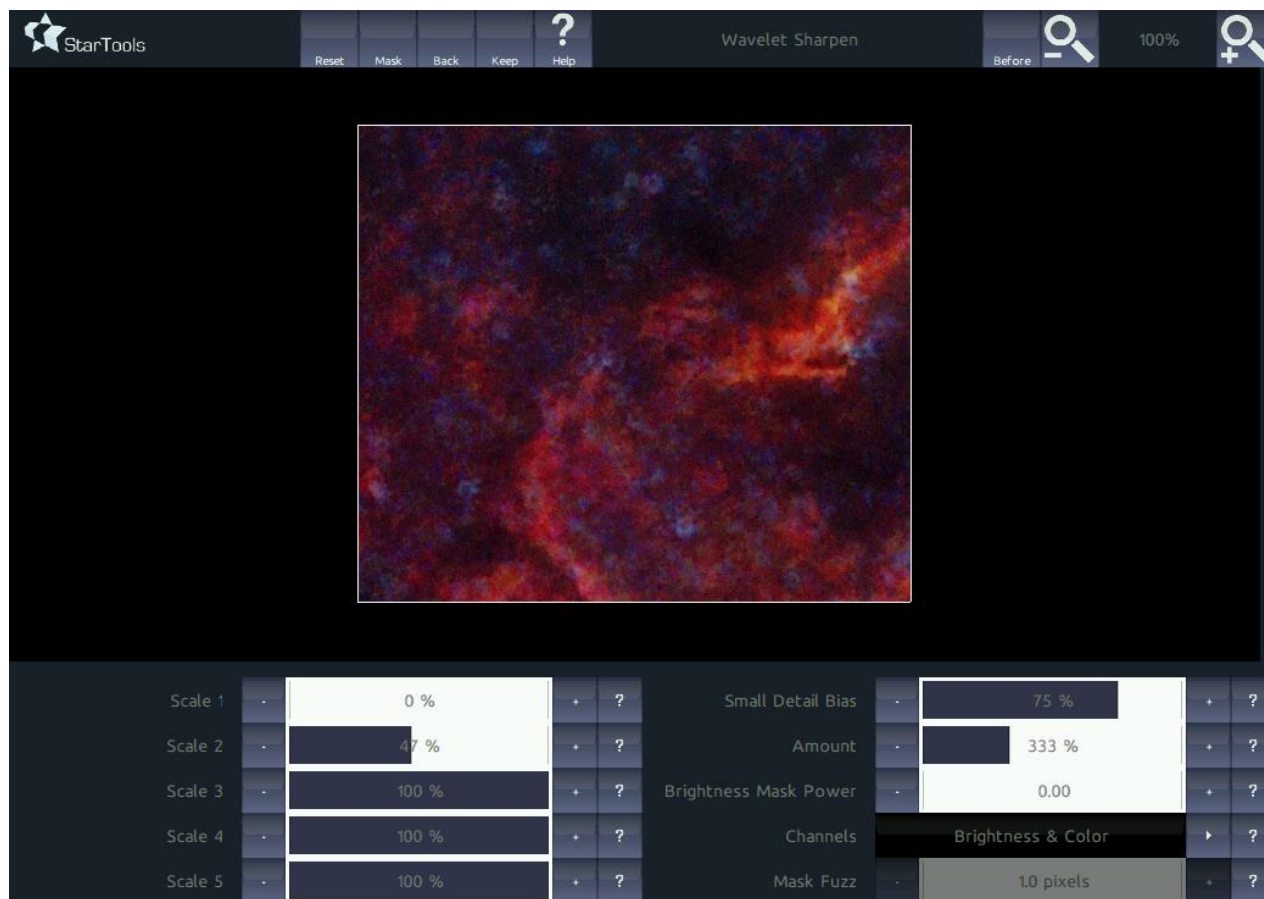 StarTools
Reset Mask Back Keep ? Help
Wavelet Sharpen
Before 100%
Scale 1 - 0 % + ? Small Detail Bias - 75 % + ?
Scale 2 - 47 % + ? Amount - 333 % + ?
Scale 3 - 100 % + ? Brightness Mask Power - 0.00 + ?
Scale 4 - 100 % + ? Channels Brightness & Color ?
Scale 5 - 100 % + ? Mask Fuzz - 1.0 pixels + ?